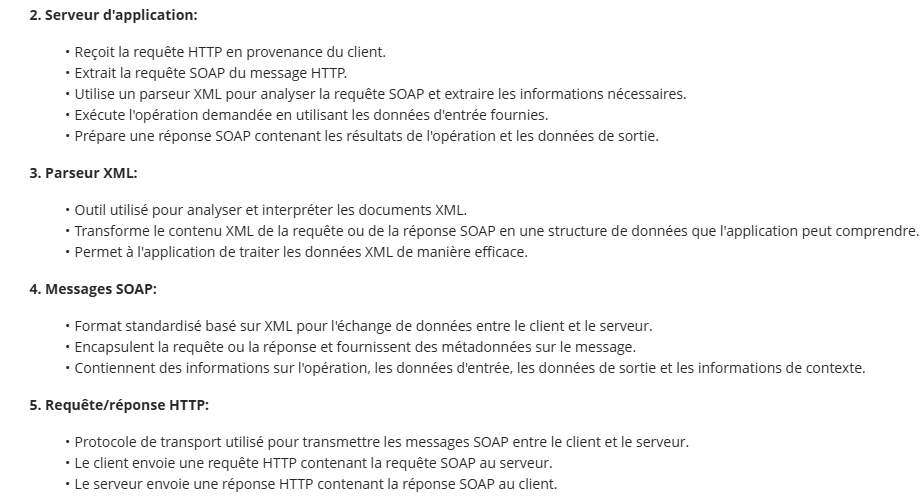 2. Serveur d'application:
• Reçoit la requête HTTP en provenance du client.
• Extrait la requête SOAP du message HTTP.
• Utilise un parseur XML pour analyser la requête SOAP et extraire les informations nécessaires.
• Exécute l'opération demandée en utilisant les données d'entrée fournies.
• Prépare une réponse SOAP contenant les résultats de l'opération et les données de sortie.
3. Parseur XML:
• Outil utilisé pour analyser et interpréter les documents XML.
• Transforme le contenu XML de la requête ou de la réponse SOAP en une structure de données que l'application peut comprendre.
• Permet à l'application de traiter les données XML de manière efficace.
4. Messages SOAP:
• Format standardisé basé sur XML pour l'échange de données entre le client et le serveur.
• Encapsulent la requête ou la réponse et fournissent des métadonnées sur le message.
• Contiennent des informations sur l'opération, les données d'entrée, les données de sortie et les informations de contexte.
5. Requête/réponse HTTP:
• Protocole de transport utilisé pour transmettre les messages SOAP entre le client et le serveur.
• Le client envoie une requête HTTP contenant la requête SOAP au serveur.
• Le serveur envoie une réponse HTTP contenant la réponse SOAP au client.